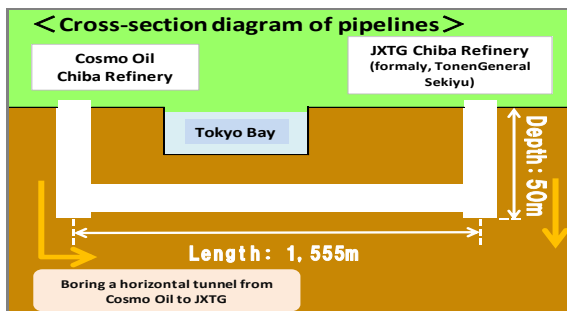 ＜Cross-section diagram of pipelines＞
Cosmo Oil
Chiba Refinery
JXTG Chiba Refinery
(formaly, TonenGeneral
Sekiyu)
Tokyo Bay
Depth: 50m
Length: 1,555m
Boring a horizontal tunnel from
Cosmo Oil to JXTG